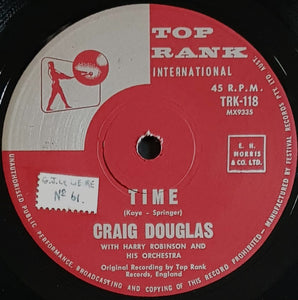 TOP
RANK
INTERNATIONAL
45 R.P.M.
TRK-118
MX9335
E. H.
MORRIS
& CO. LTD.
Nº 61.
TIME
(Kaye - Springer)
CRAIG DOUGLAS
WITH HARRY ROBINSON AND
HIS ORCHESTRA
Original Recording by Top Rank
Records, England
MANUFACTURED BY FESTIVAL RECORDS
UNAUTHORISED PUBLIC PERFORMANCE, BROADCASTING AND COPYING OF THIS RECORD PROHIBITED